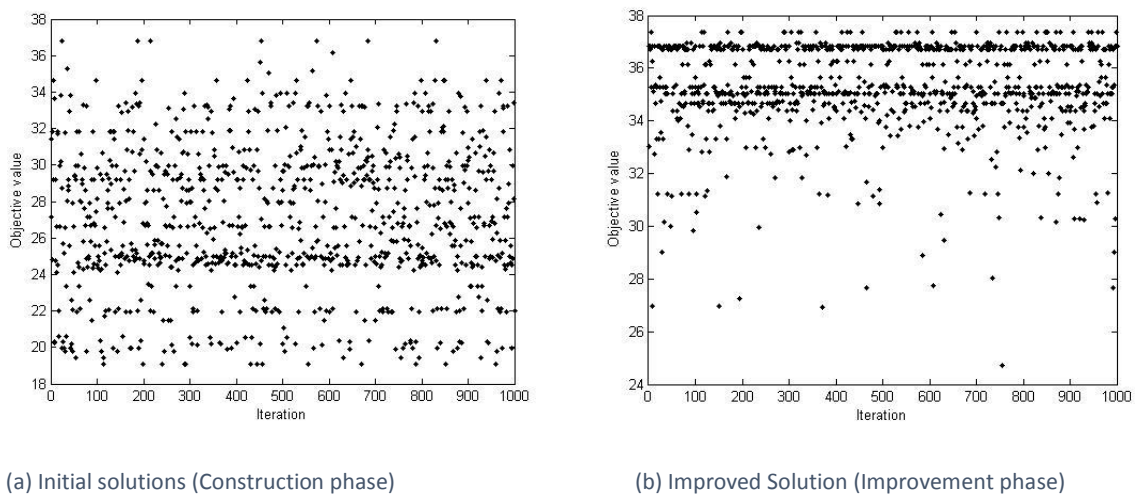 38
36
34
32
30
28
26
24
22
20
18
Objective value
0 100 200 300 400 500 600 700 800 900 1000
Iteration
38
36
34
32
30
28
26
24
Objective value
0 100 200 300 400 500 600 700 800 900 1000
Iteration
(a) Initial solutions (Construction phase)
(b) Improved Solution (Improvement phase)